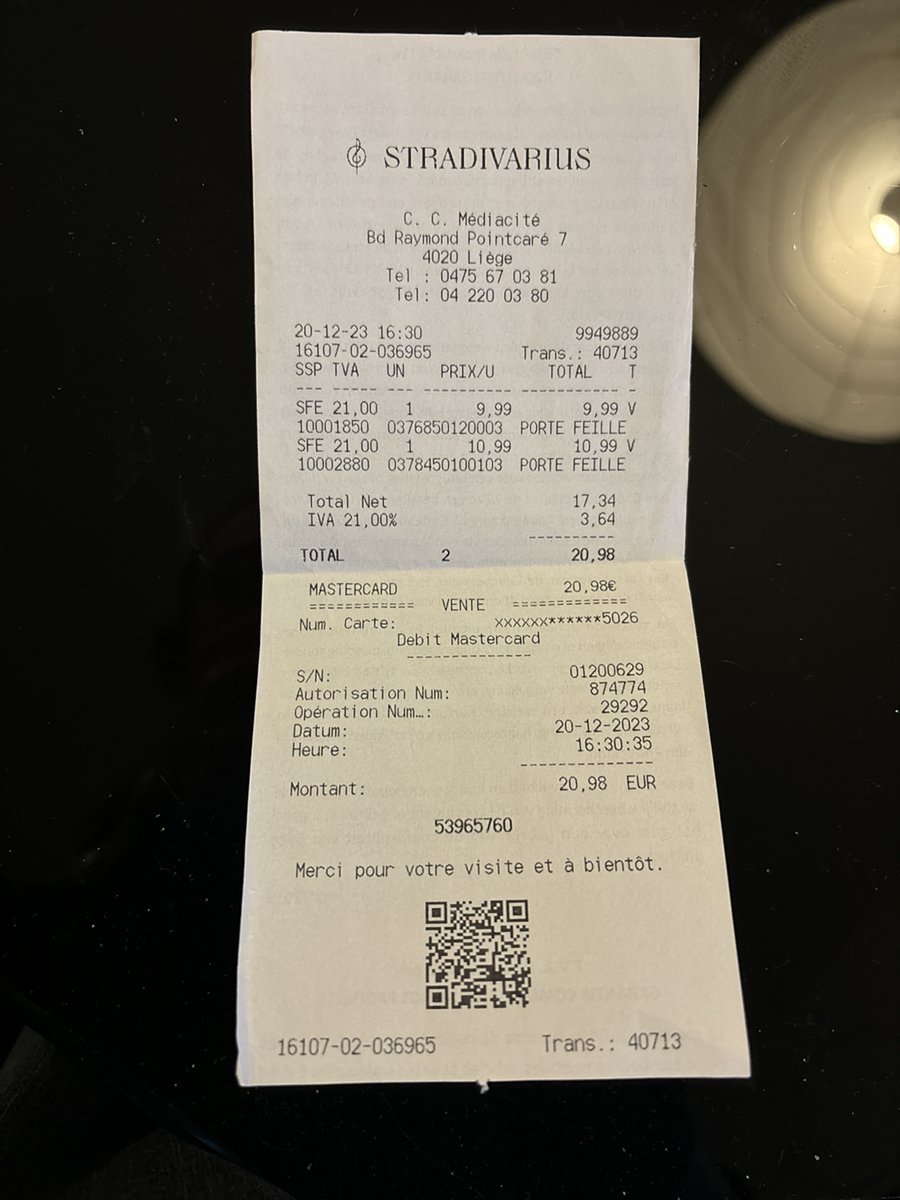 STRADIVARIUS
C. C. Médiacité
Bd Raymond Pointcaré 7
4020 Liège
Tel : 0475 67 03 81
Tel: 04 220 03 80
20-12-23 16:30 9949889
16107-02-036965 Trans.: 40713
SSP TVA UN PRIX/U TOTAL T
--- ----- --- ---------- ----------- -
SFE 21,00 1 9,99 9,99 V
10001850 0376850120003 PORTE FEILLE
SFE 21,00 1 10,99 10,99 V
10002880 0378450100103 PORTE FEILLE
Total Net 17,34
IVA 21,00% 3,64
----------
TOTAL 2 20,98
MASTERCARD 20,98€
============ VENTE =============
Num. Carte: xxxxxx******5026
Debit Mastercard
--------------
S/N: 01200629
Autorisation Num: 874774
Opération Num…: 29292
Datum: 20-12-2023
Heure: 16:30:35
--------------
Montant: 20,98 EUR
53965760
Merci pour votre visite et à bientôt.
16107-02-036965 Trans.: 40713